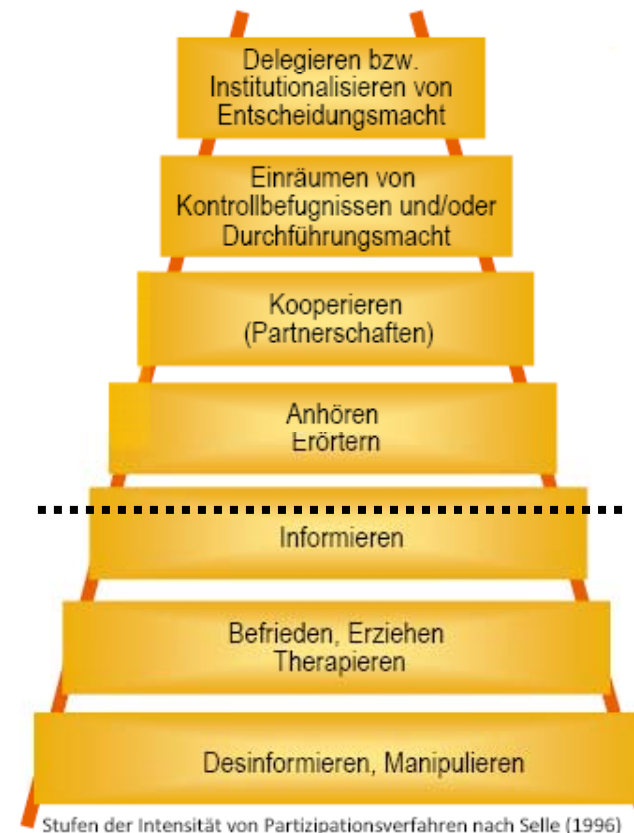 Delegieren bzw.
Institutionalisieren von
Entscheidungsmacht
Einräumen von
Kontrollbefugnissen und/oder
Durchführungsmacht
Kooperieren
(Partnerschaften)
Anhören
Erörtern
Informieren
Befrieden, Erziehen
Therapieren
Desinformieren, Manipulieren
Stufen der Intensität von Partizipationsverfahren nach Selle (1996)